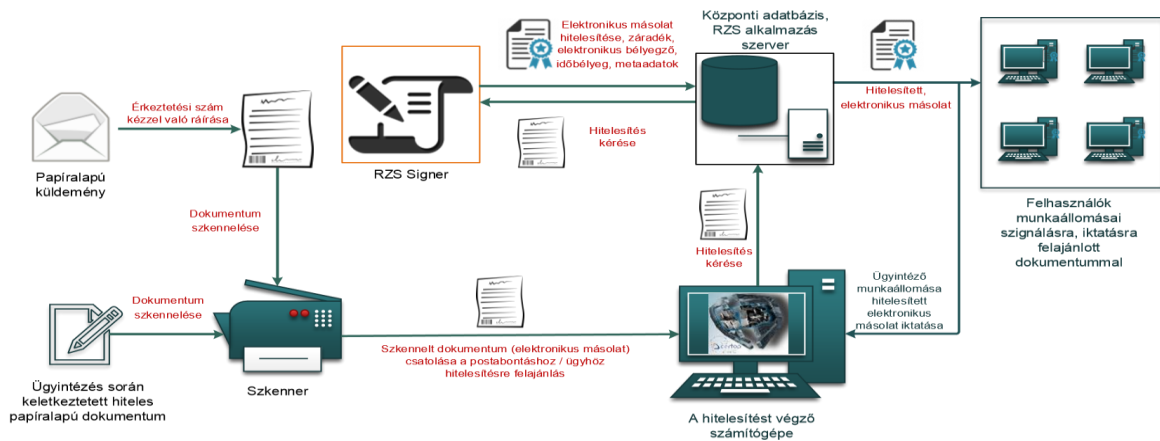 Elektronikus másolat
hitelesítése, záradék,
elektronikus bélyegző,
időbélyeg, metaadatok
Központi adatbázis,
RZS alkalmazás
szerver
Érkeztetési szám
kézzel való ráírása
Hitelesítés
kérése
Hitelesített,
elektronikus másolat
Papíralapú
küldemény
RZS Signer
Dokumentum
szkennelése
Hitelesítés
kérése
Felhasználók
munkaállomásai
szignálásra, iktatásra
felajánlott
dokumentummal
Dokumentum
szkennelése
Ügyintéző
munkaállomása
hitelesített
elektronikus
másolat iktatása
Szkennelt dokumentum (elektronikus másolat)
csatolása a postabontáshoz / ügyhöz
hitelesítésre felajánlás
Ügyintézés során
keletkeztetett hiteles
papíralapú dokumentum
Szkenner
A hitelesítést végző
számítógépe